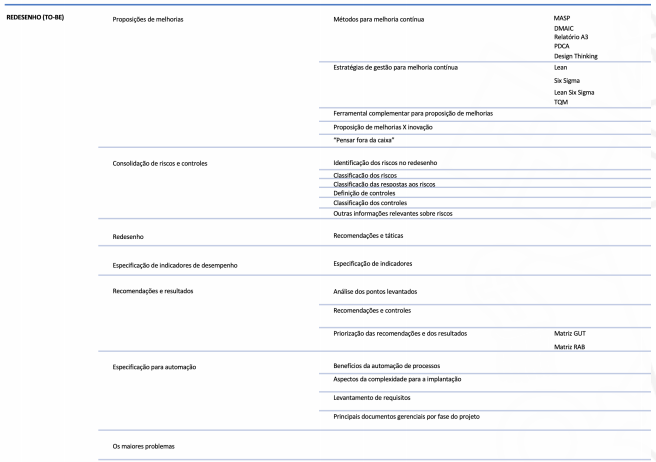 REDESENHO (TO-BE)
Proposições de melhorias
Métodos para melhoria contínua
MASP
DMAIC
Relatório A3
PDCA
Design Thinking
Estratégias de gestão para melhoria contínua
Lean
Six Sigma
Lean Six Sigma
TQM
Ferramental complementar para proposição de melhorias
Proposição de melhorias X inovação
"Pensar fora da caixa"
Consolidação de riscos e controles
Identificação dos riscos no redesenho
Classificação dos riscos
Classificação das respostas aos riscos
Definição de controles
Classificação dos controles
Outras informações relevantes sobre riscos
Redesenho
Recomendações e táticas
Especificação de indicadores de desempenho
Especificação de indicadores
Recomendações e resultados
Análise dos pontos levantados
Recomendações e controles
Priorização das recomendações e dos resultados
Matriz GUT
Matriz RAB
Especificação para automação
Benefícios da automação de processos
Aspectos da complexidade para a implantação
Levantamento de requisitos
Principais documentos gerenciais por fase do projeto
Os maiores problemas